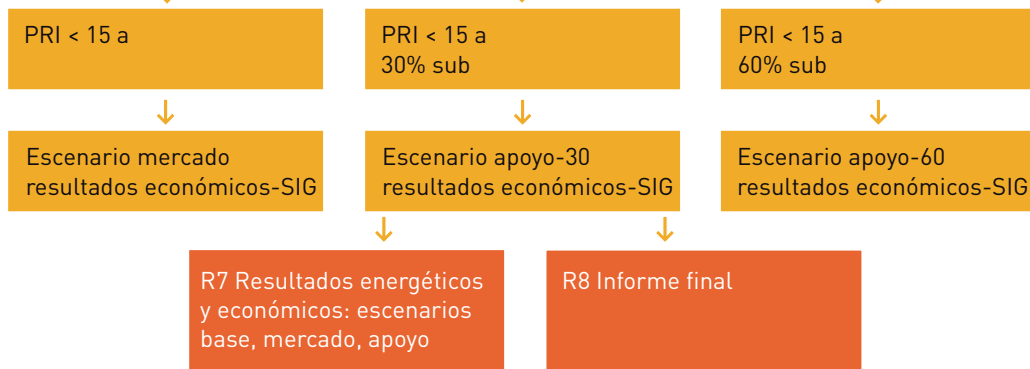 PRI < 15 a
PRI < 15 a
30% sub
PRI < 15 a
60% sub
Escenario mercado
resultados económicos-SIG
Escenario apoyo-30
resultados económicos-SIG
Escenario apoyo-60
resultados económicos-SIG
R7 Resultados energéticos
y económicos: escenarios
base, mercado, apoyo
R8 Informe final